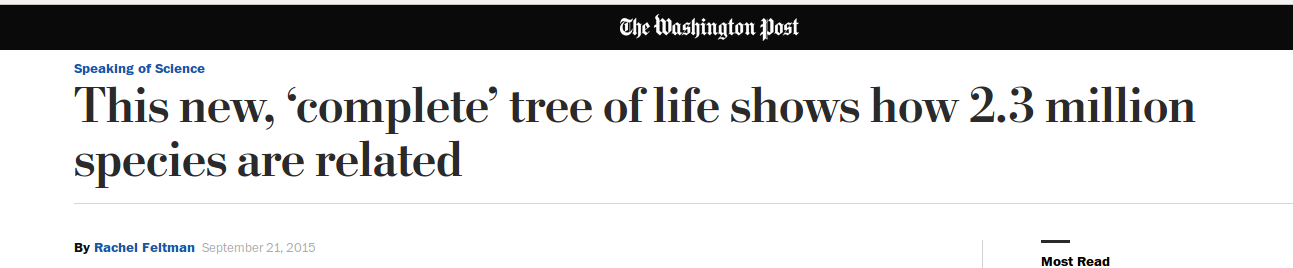 The Washington Post
Speaking of Science
This new, ‘complete’ tree of life shows how 2.3 million
species are related
By Rachel Feltman September 21, 2015
Most Read